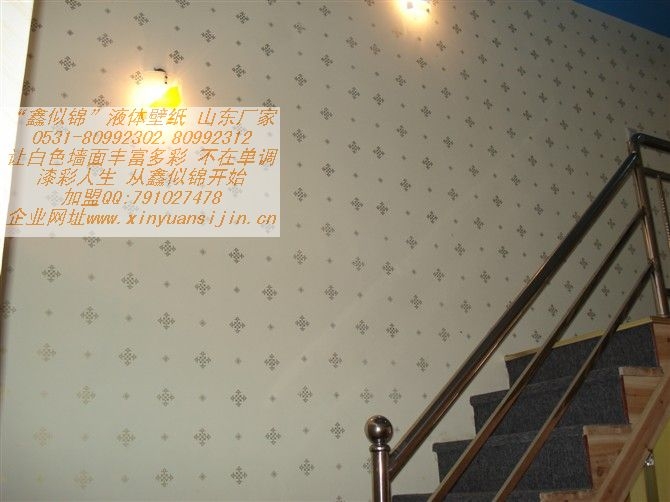 “鑫似锦”液体壁纸 山东厂家
0531-80992302.80992312
让白色墙面丰富多彩 不在单调
漆彩人生 从鑫似锦开始
加盟QQ:791027478
企业网址www.xinyuansijin.cn